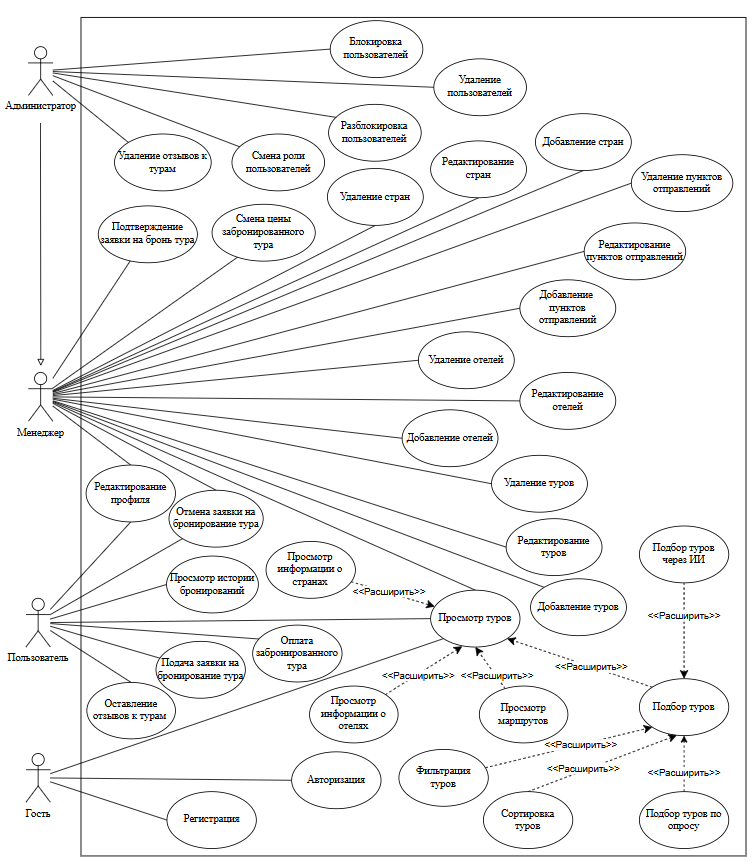 Блокировка
пользователей
Удаление
пользователей
Администратор
Разблокировка
пользователей
Удаление отзывов к
турам
Смена роли
пользователей
Редактирование
стран
Добавление стран
Удаление пунктов
отправлений
Удаление стран
Подтверждение
заявки на бронь тура
Смена цены
забронированного
тура
Редактирование
пунктов отправлений
Добавление
пунктов
отправлений
Удаление отелей
Редактирование
отелей
Менеджер
Добавление отелей
Удаление туров
Редактирование
профиля
Отмена заявки на
бронирование тура
Редактирование
туров
Подбор туров
через ИИ
Просмотр истории
бронирований
Просмотр
информации о
странах
<<Расширить>>
Добавление туров
<<Расширить>>
Просмотр туров
Пользователь
Подача заявки на
бронирование тура
Оплата
забронированного
тура
<<Расширить>>
<<Расширить>>
<<Расширить>>
Оставление
отзывов к турам
Просмотр
информации о
отелях
Просмотр
маршрутов
Подбор туров
<<Расширить>>
<<Расширить>>
<<Расширить>>
Гость
Авторизация
Фильтрация
туров
Регистрация
Сортировка
туров
Подбор туров по
опросу